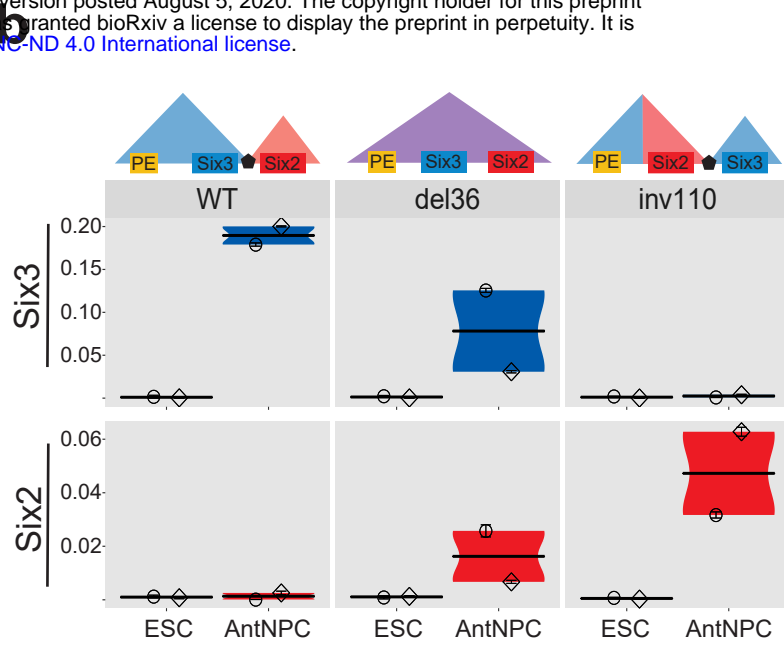 version posted August 5, 2020. The copyright holder for this preprint
s granted bioRxiv a license to display the preprint in perpetuity. It is
b
NC-ND 4.0 International license.
PE Six3 Six2 PE Six3 Six2 PE Six2 Six3
WT del36 inv110
Six3
0.20
0.15
0.10
0.05
Six2
0.06
0.04
0.02
ESC AntNPC ESC AntNPC ESC AntNPC